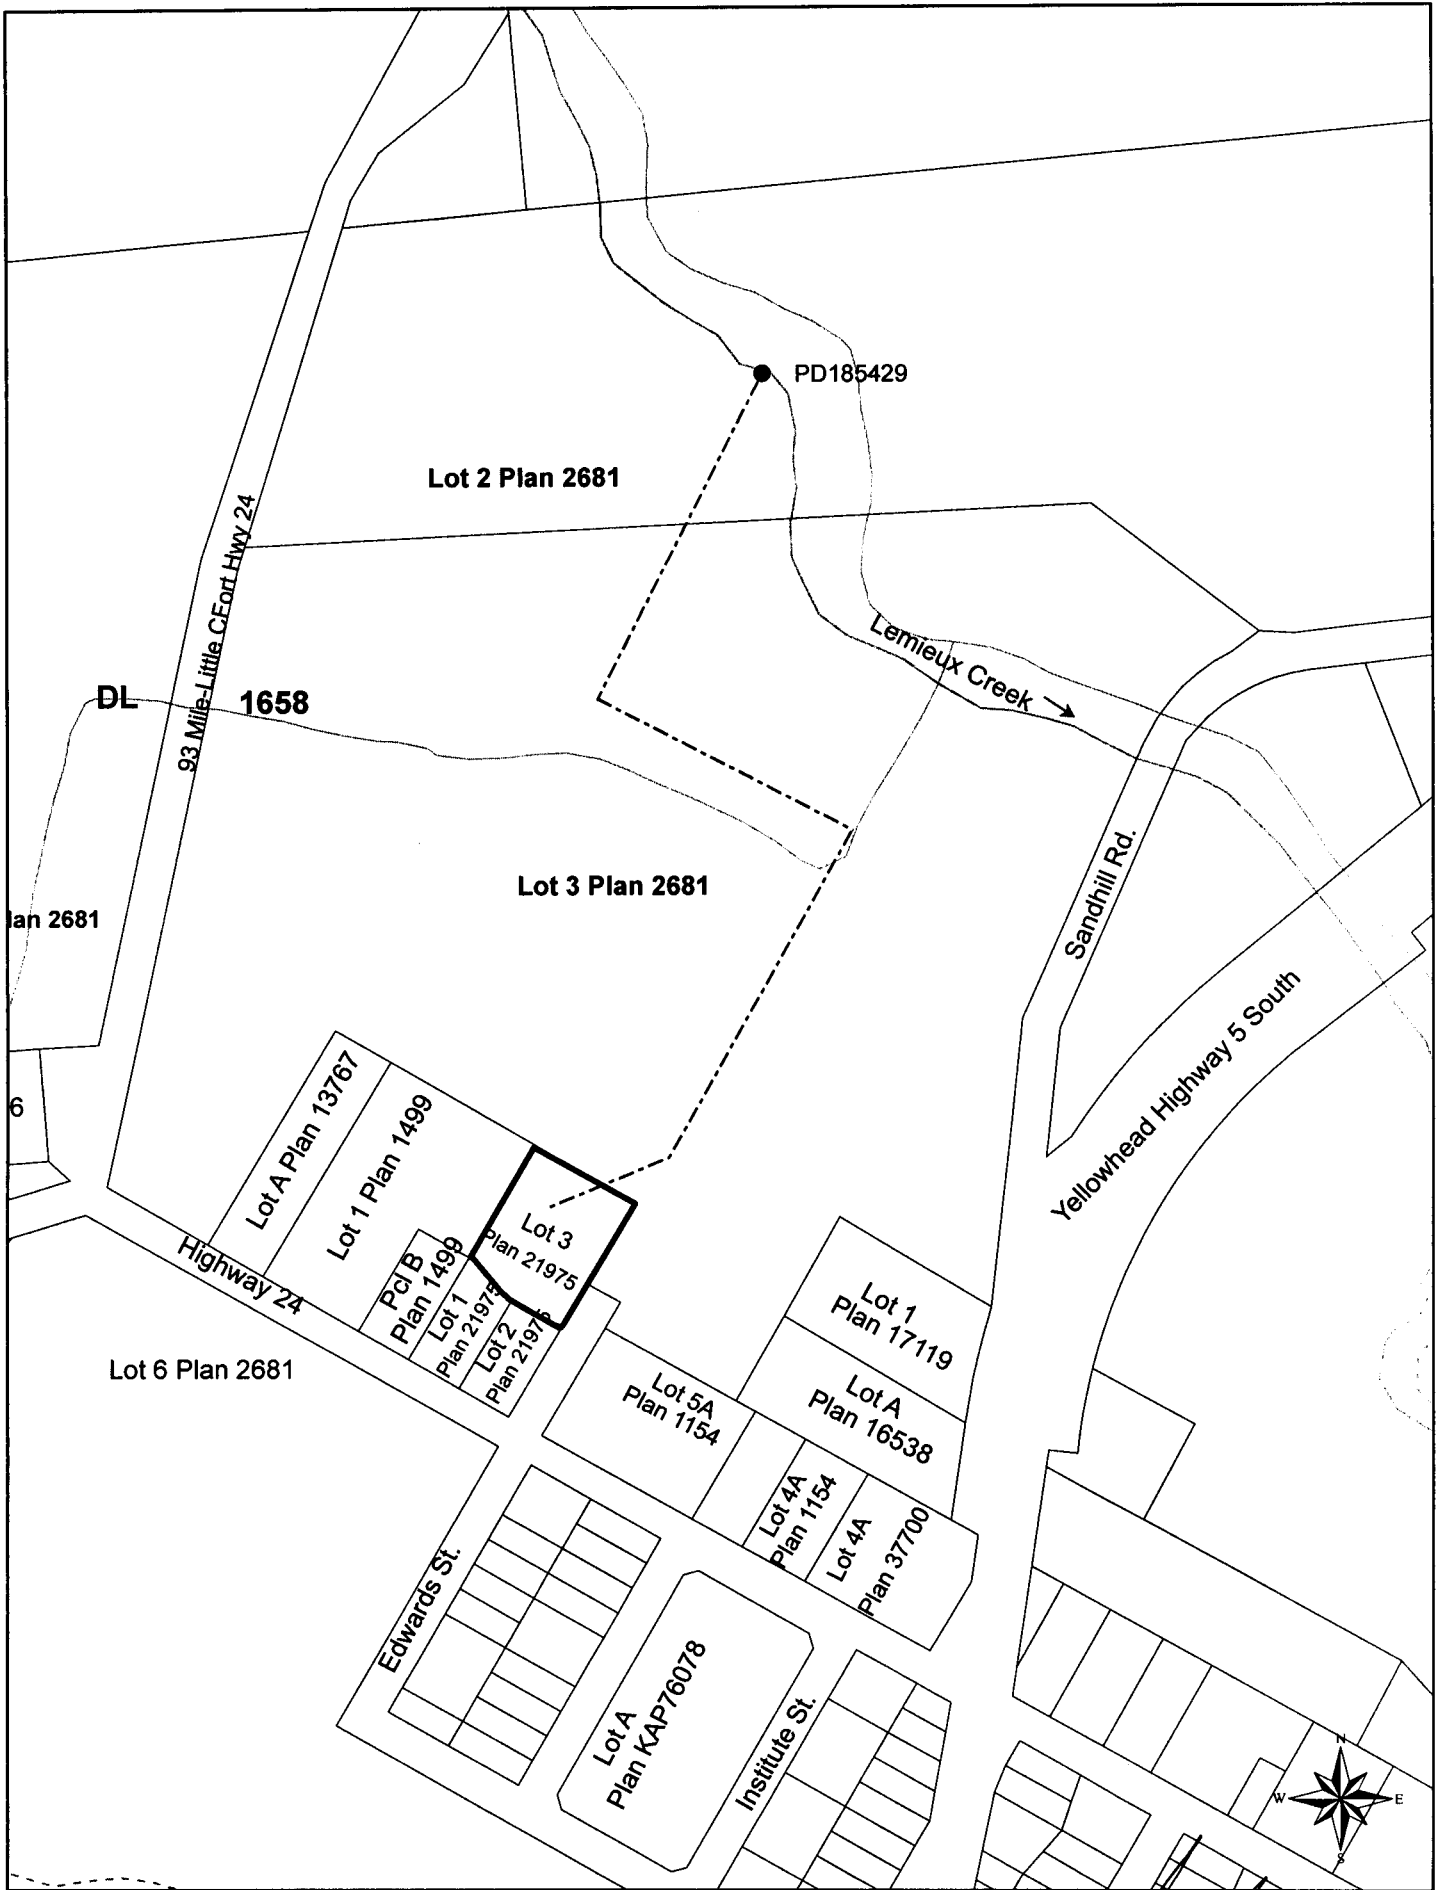 PD185429
Lot 2 Plan 2681
93 Mile-Little CFort Hwy 24
Lemieux Creek
DL 1658
Sandhill Rd.
Lot 3 Plan 2681
lan 2681
Yellowhead Highway 5 South
6
Lot A Plan 13767
Lot 1 Plan 1499
Lot 3
Plan 21975
Highway 24
Pcl B
Plan 1499
Lot 1
Plan 21975
Lot 2
Plan 21975
Lot 1
Plan 17119
Lot 6 Plan 2681
Lot 5A
Plan 1154
Lot A
Plan 16538
Lot 4A
Plan 1154
Lot 4A
Plan 37700
Edwards St.
Lot A
Plan KAP76078
Institute St.
N
W
E
S